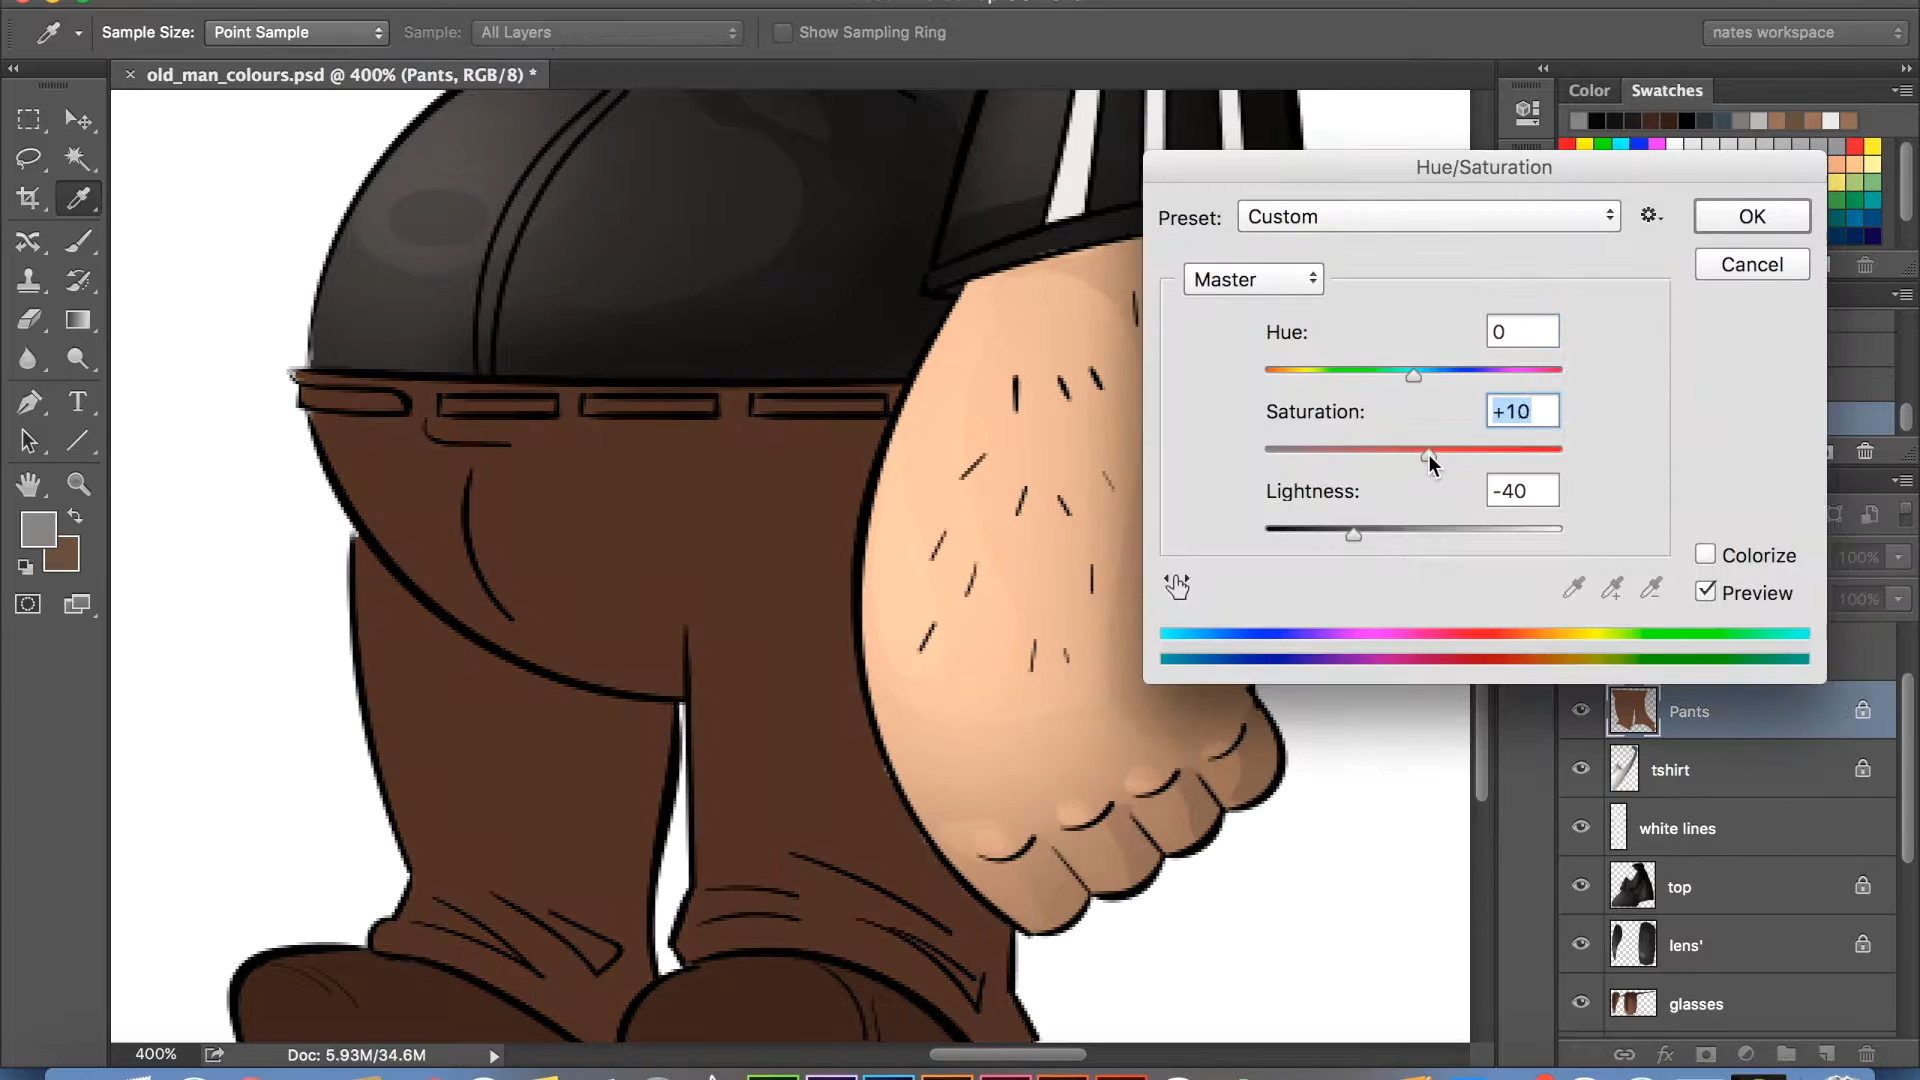 Sample Size: Point Sample Sample: All Layers Show Sampling Ring nates workspace
× old_man_colours.psd @ 400% (Pants, RGB/8) *
Color Swatches
Hue/Saturation
Preset: Custom OK
Cancel
Master
Hue: 0
Saturation: +10
Lightness: -40
Colorize 100%
Preview 100%
Pants
tshirt
white lines
top
lens'
glasses
400% Doc: 5.93M/34.6M
fx